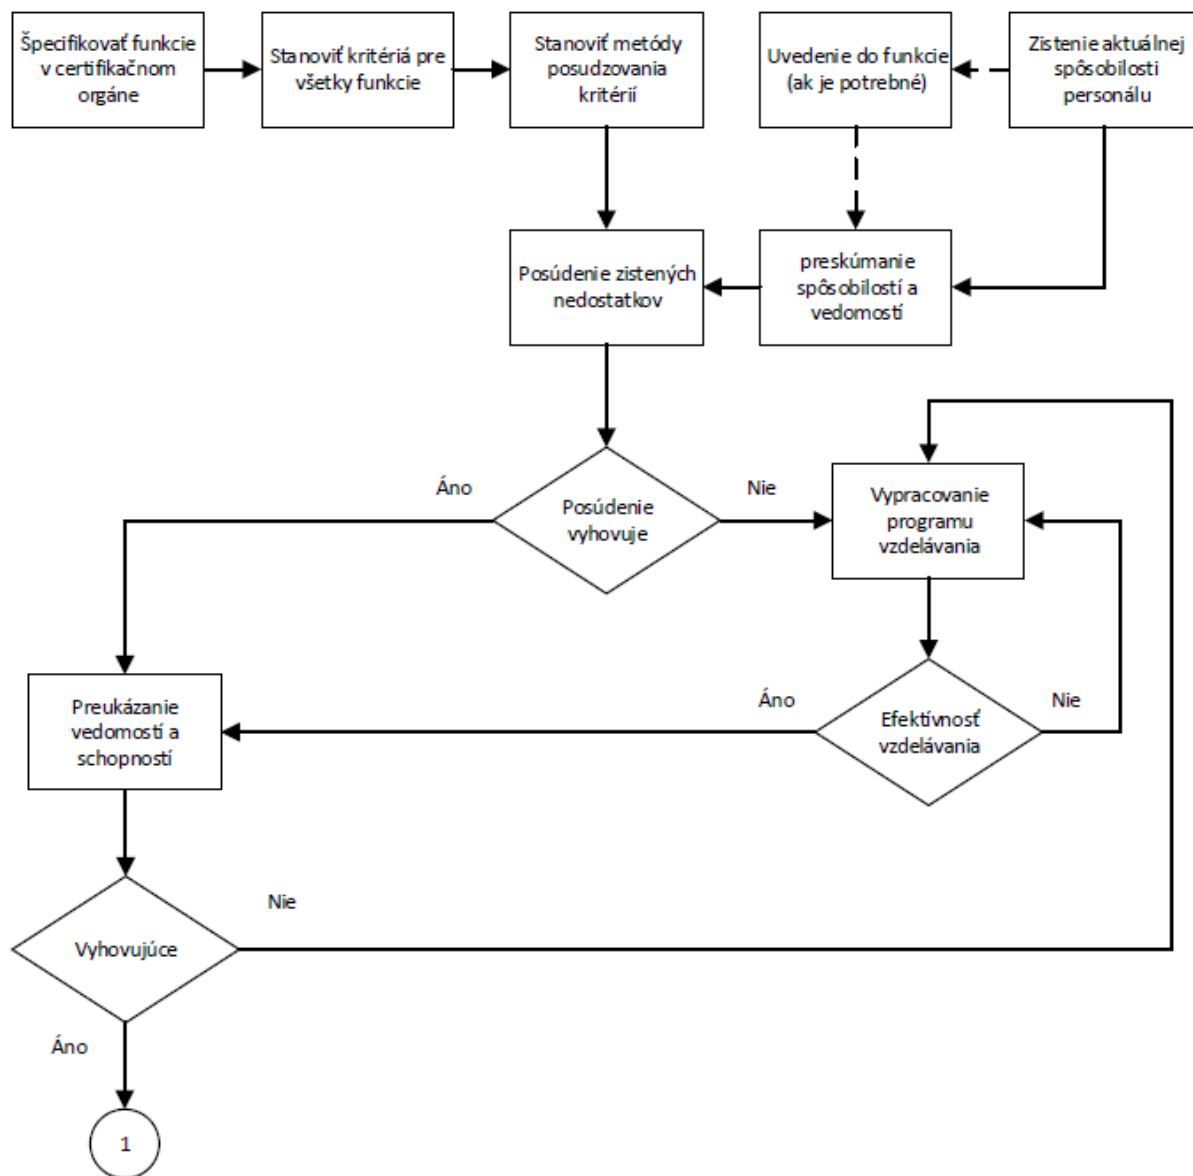 Špecifikovať funkcie
v certifikačnom
orgáne
Stanoviť kritériá pre
všetky funkcie
Stanoviť metódy
posudzovania
kritérií
Uvedenie do funkcie
(ak je potrebné)
Zistenie aktuálnej
spôsobilosti
personálu
Posúdenie zistených
nedostatkov
preskúmanie
spôsobilostí a
vedomostí
Áno
Posúdenie
vyhovuje
Nie
Vypracovanie
programu
vzdelávania
Preukázanie
vedomostí a
schopností
Áno
Efektívnosť
vzdelávania
Nie
Vyhovujúce
Nie
Áno
1